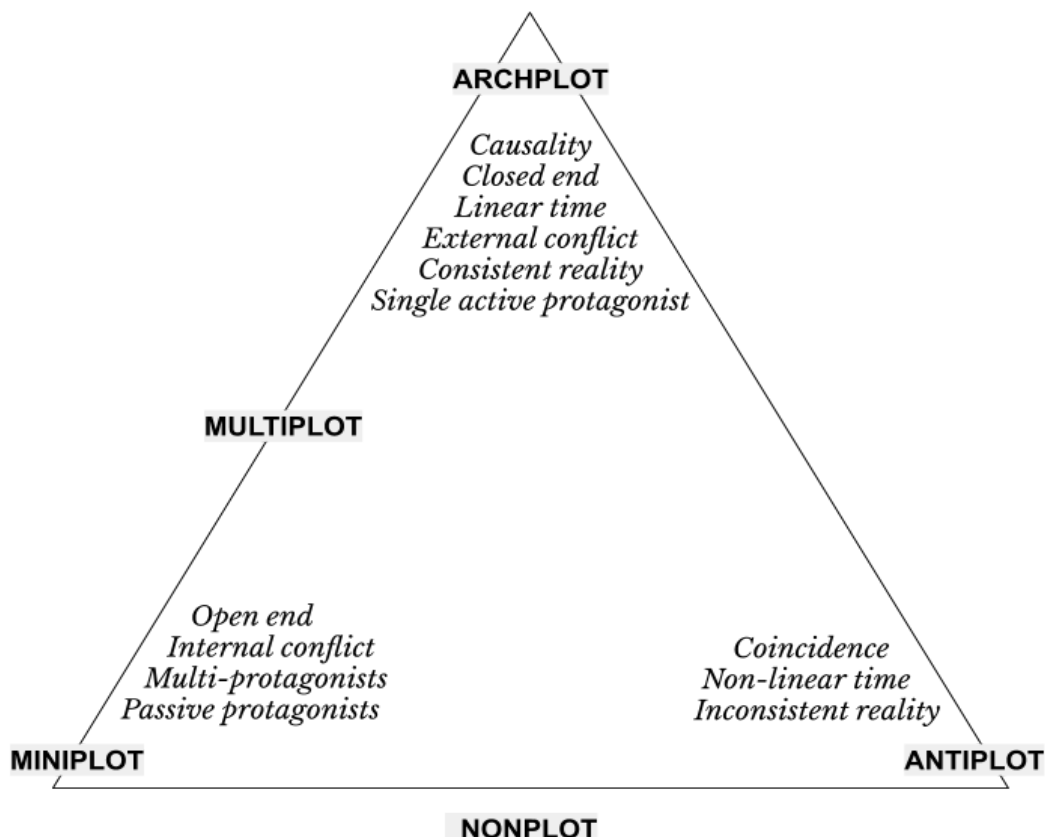 ARCHPLOT
Causality
Closed end
Linear time
External conflict
Consistent reality
Single active protagonist
MULTIPLOT
Open end
Internal conflict
Multi-protagonists
Passive protagonists
Coincidence
Non-linear time
Inconsistent reality
MINIPLOT
ANTIPLOT
NONPLOT